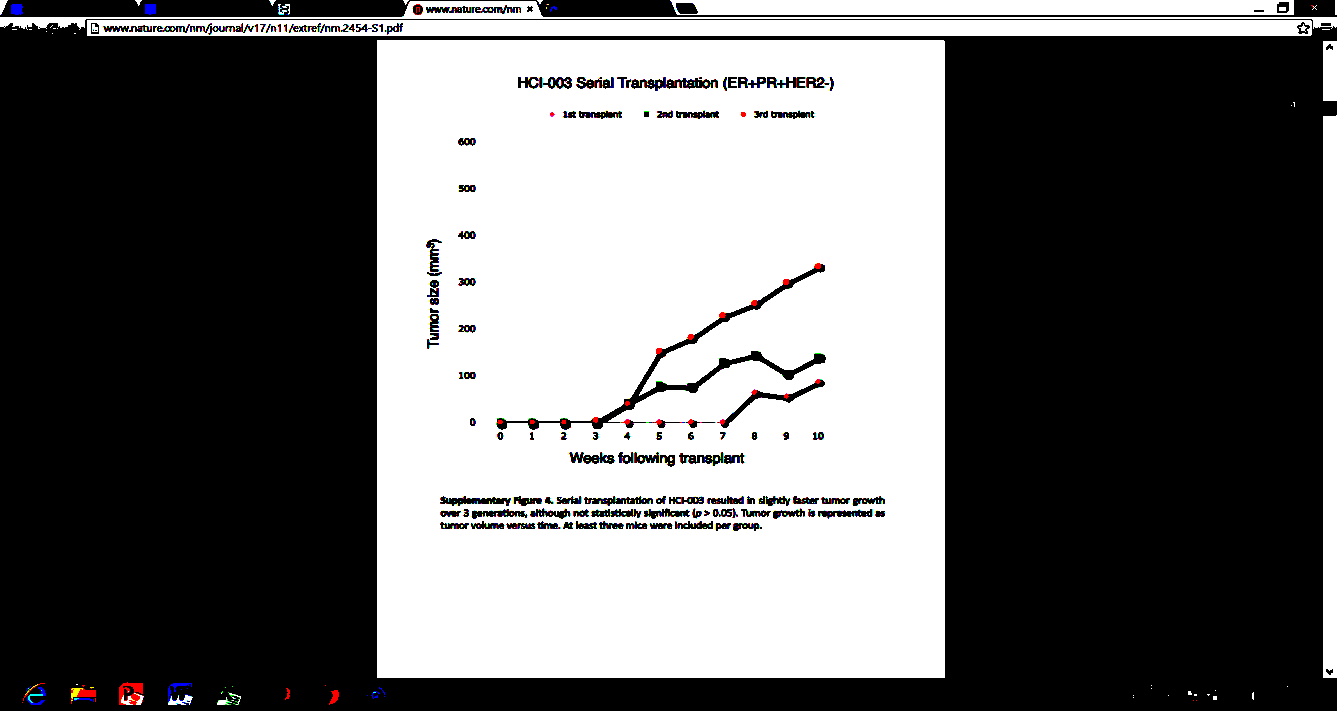 www.nature.com/nm
www.nature.com/nm/journal/v17/n11/extref/nm.2454-S1.pdf
HCI-003 Serial Transplantation (ER+PR+HER2-)
1st transplant 2nd transplant 3rd transplant
600
500
400
300
200
100
0
Tumor size (mm³)
0 1 2 3 4 5 6 7 8 9 10
Weeks following transplant
Supplementary Figure 4. Serial transplantation of HCI-003 resulted in slightly faster tumor growth
over 3 generations, although not statistically significant (p > 0.05). Tumor growth is represented as
tumor volume versus time. At least three mice were included per group.